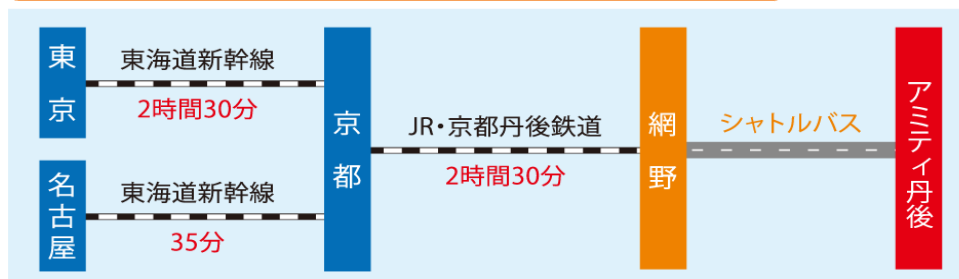 東京
東海道新幹線
2時間30分
名古屋
東海道新幹線
35分
京都
JR・京都丹後鉄道
2時間30分
網野
シャトルバス
アミティ丹後